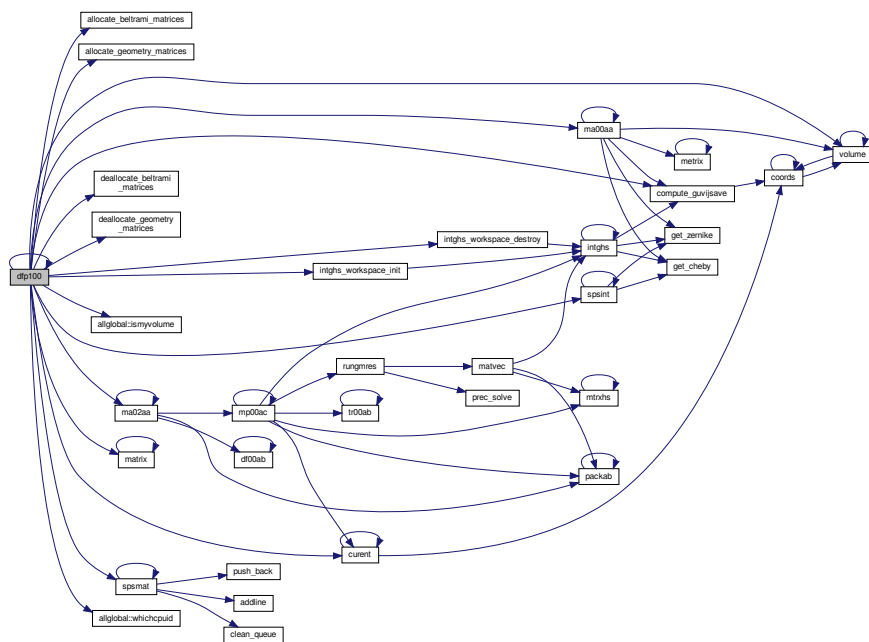 allocate_beltrami_matrices
allocate_geometry_matrices
ma00aa
volume
metrix
coords
deallocate_beltrami
_matrices
compute_guvijsave
deallocate_geometry
_matrices
get_zernike
intghs_workspace_destroy
intghs
get_cheby
dfp100
intghs_workspace_init
spsint
allglobal::ismyvolume
rungmres
matvec
prec_solve
mtrxhs
ma02aa
mp00ac
tr00ab
matrix
df00ab
packab
curent
push_back
spsmat
addline
allglobal::whichcpuid
clean_queue